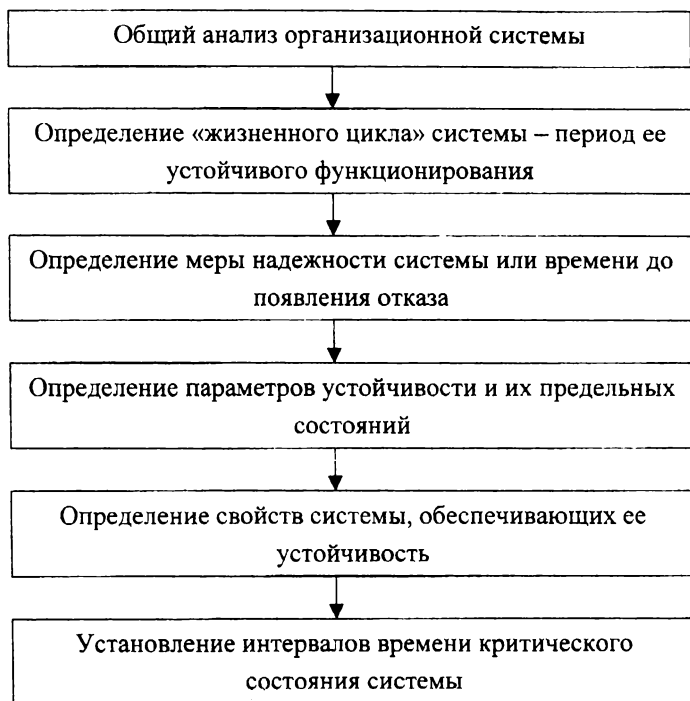 Общий анализ организационной системы
Определение «жизненного цикла» системы – период ее
устойчивого функционирования
Определение меры надежности системы или времени до
появления отказа
Определение параметров устойчивости и их предельных
состояний
Определение свойств системы, обеспечивающих ее
устойчивость
Установление интервалов времени критического
состояния системы